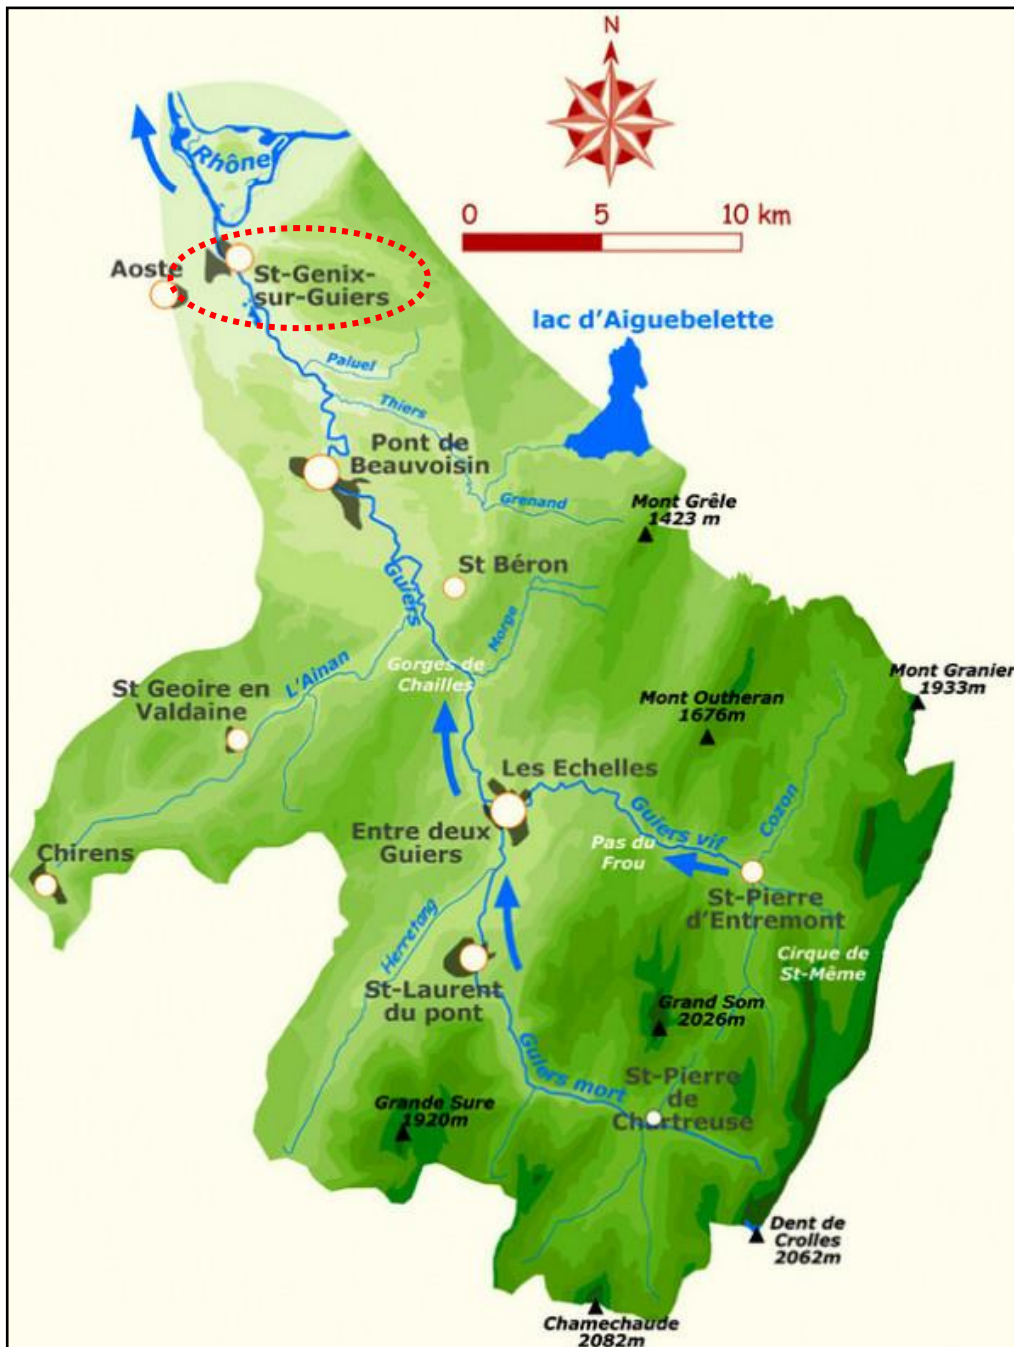 N
0 5 10 km
Rhône
Aoste
St-Genix-
sur-Guiers
lac d'Aiguebelette
Paluel
Thiers
Pont de
Beauvoisin
Grenand
Mont Grêle
1423 m
St Béron
Guiers
Morge
Gorges de
Chailles
L'Ainan
St Geoire en
Valdaine
Mont Outheran
1676m
Mont Granier
1933m
Les Echelles
Guiers vif
Cozon
Entre deux
Guiers
Pas du
Frou
Chirens
St-Pierre
d'Entremont
Herretang
Cirque de
St-Même
St-Laurent
du pont
Grand Som
2026m
Guiers mort
St-Pierre
de
Chartreuse
Grande Sure
1920m
Dent de
Crolles
2062m
Chamechaude
2082m